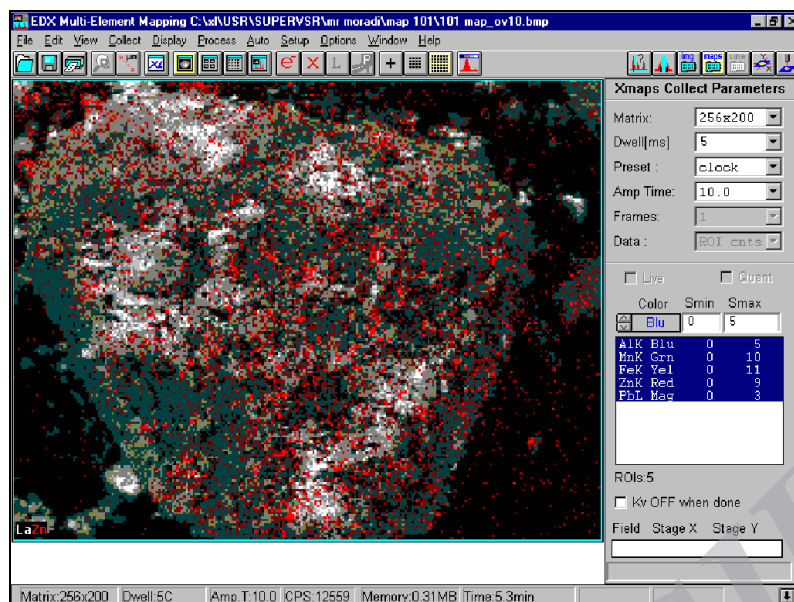 EDX Multi-Element Mapping C:\xl\USR\SUPERVSR\mr moradi\map 101\101 map_ov10.bmp
File Edit View Collect Display Process Auto Setup Options Window Help
img maps Line
Xmaps Collect Parameters
Matrix: 256x200
Dwell[ms] 5
Preset : clock
Amp Time: 10.0
Frames: 1
Data : ROI cnts
Live Quant
Color Smin Smax
Blu 0 5
AlK Blu 0 5
MnK Grn 0 10
FeK Yel 0 11
ZnK Red 0 9
PbL Mag 0 3
ROIs:5
Kv OFF when done
Field Stage X Stage Y
LaZn
Matrix:256x200 Dwell:5C Amp.T:10.0 CPS:12559 Memory:0.31MB Time:5.3min